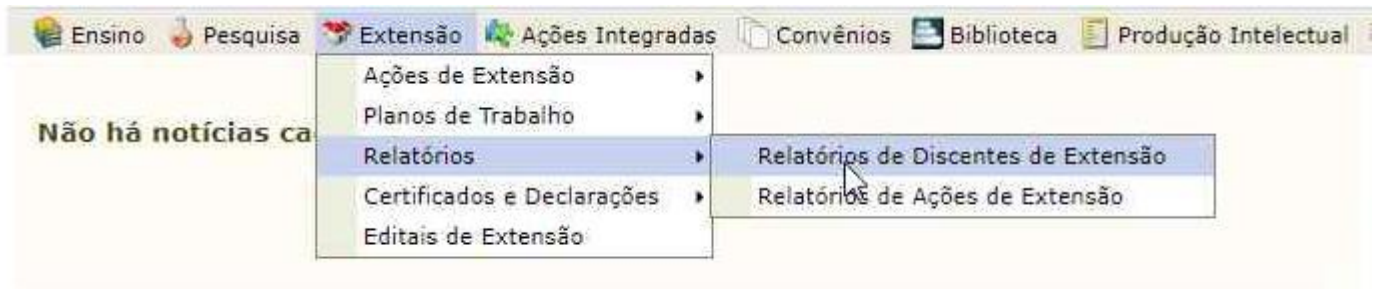 Ensino Pesquisa Extensão Ações Integradas Convênios Biblioteca Produção Intelectual
Ações de Extensão
Planos de Trabalho
Não há notícias ca
Relatórios Relatórios de Discentes de Extensão
Certificados e Declarações Relatórios de Ações de Extensão
Editais de Extensão